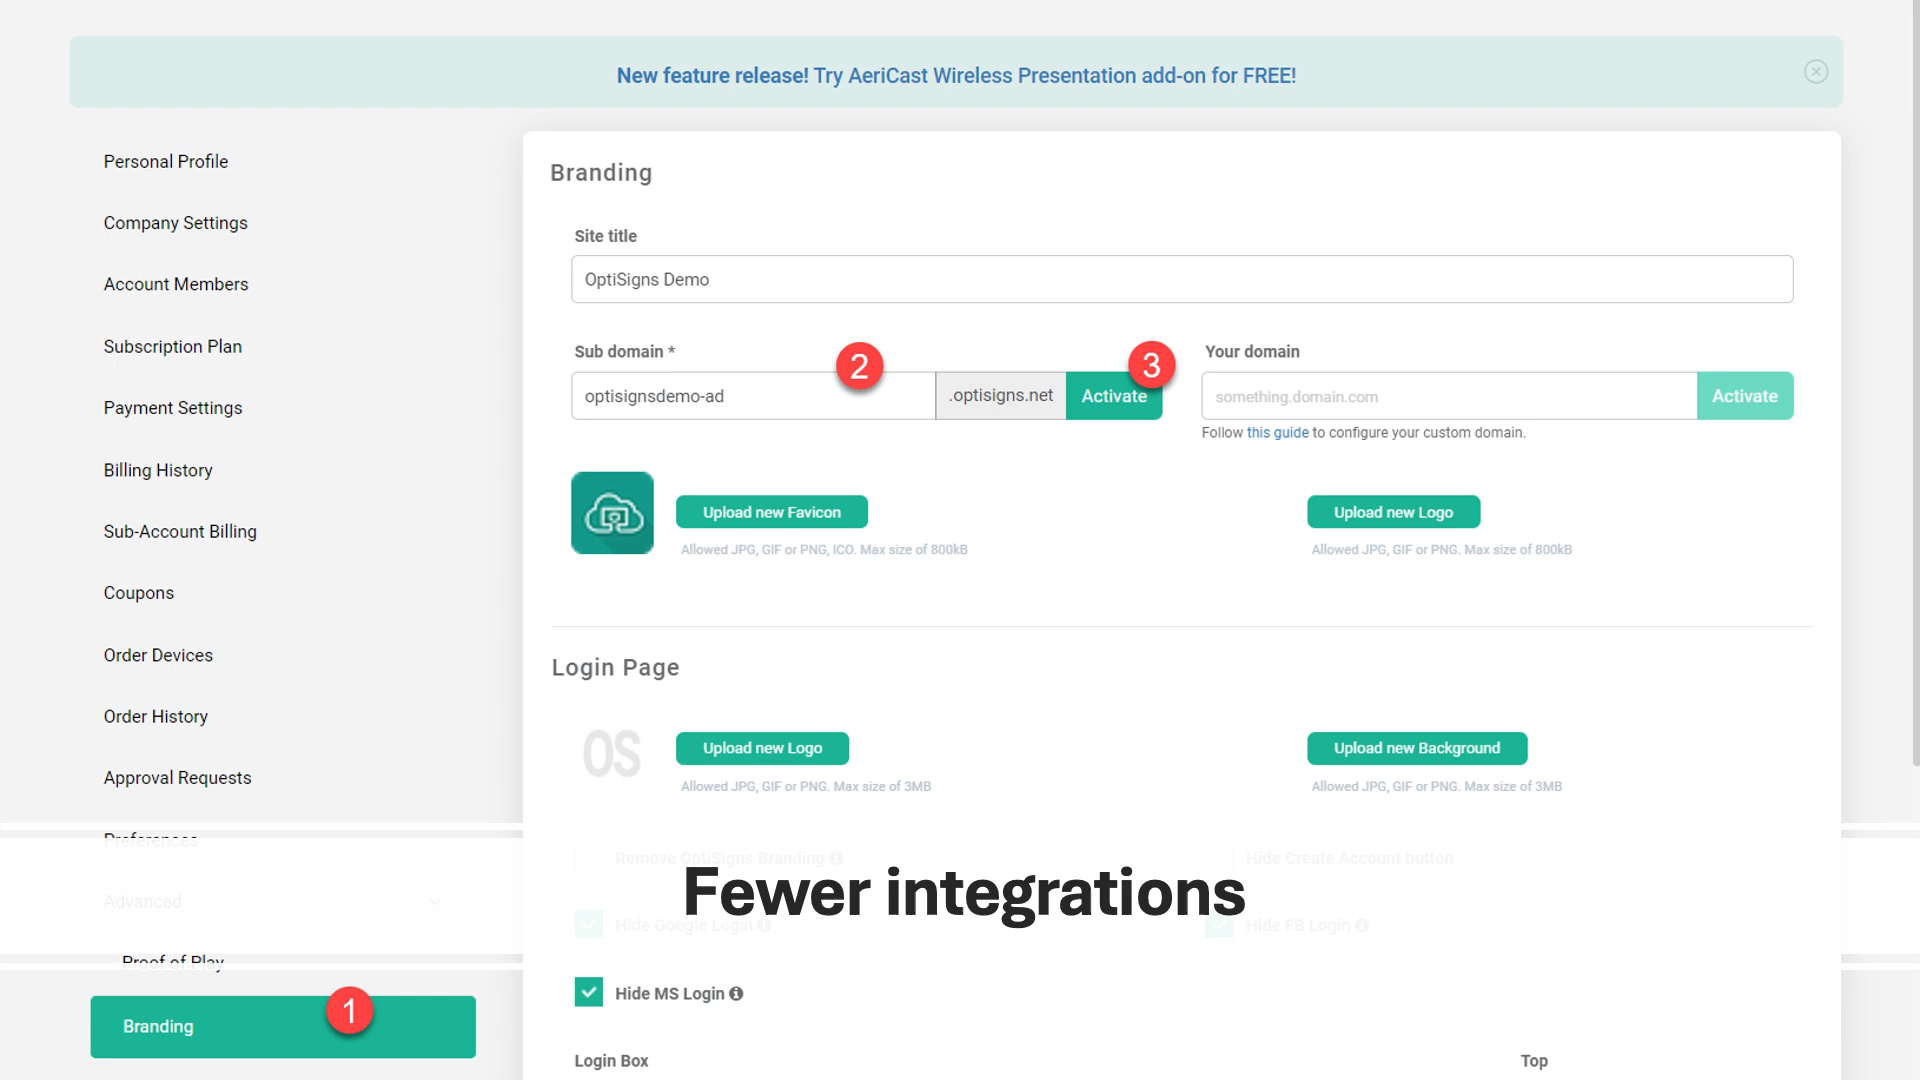 New feature release! Try AeriCast Wireless Presentation add-on for FREE!
Personal Profile
Company Settings
Account Members
Subscription Plan
Payment Settings
Billing History
Sub-Account Billing
Coupons
Order Devices
Order History
Approval Requests
Preferences
Advanced
Proof of Play
Branding
1
Branding
Site title
OptiSigns Demo
Sub domain *
2
3
Your domain
optisignsdemo-ad
.optisigns.net
Activate
something.domain.com
Activate
Follow this guide to configure your custom domain.
Upload new Favicon
Upload new Logo
Allowed JPG, GIF or PNG, ICO. Max size of 800kB
Allowed JPG, GIF or PNG. Max size of 800kB
Login Page
OS
Upload new Logo
Upload new Background
Allowed JPG, GIF or PNG. Max size of 3MB
Allowed JPG, GIF or PNG. Max size of 3MB
Remove OptiSigns Branding
Hide Create Account button
Fewer integrations
Hide Google Login
Hide FB Login
Hide MS Login
Login Box
Top